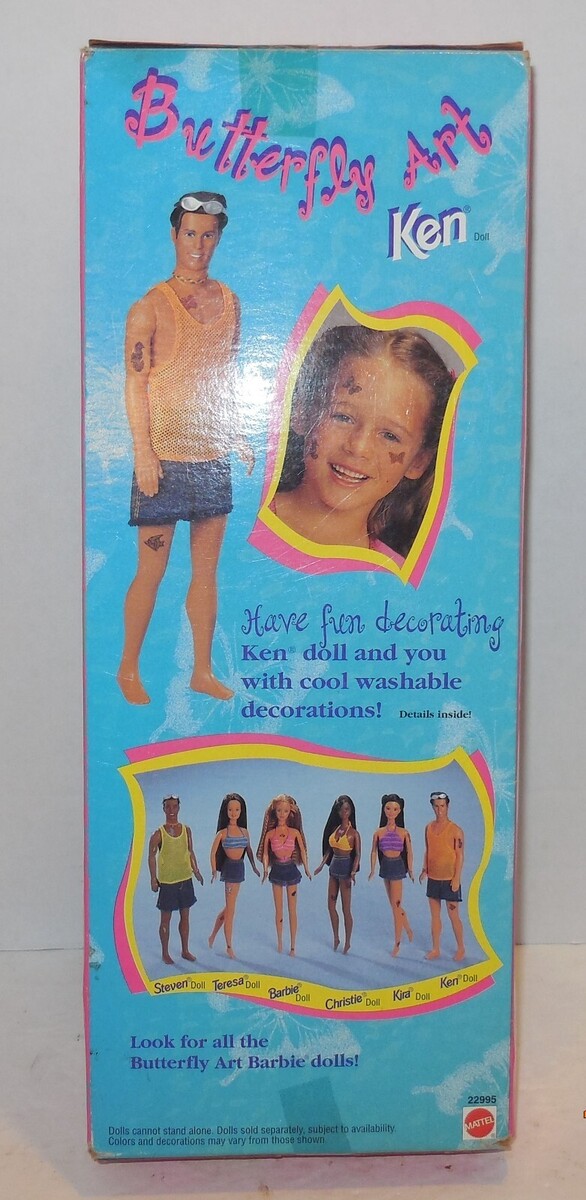 Butterfly Art
Ken® Doll
Have fun decorating
Ken® doll and you
with cool washable
decorations! Details inside!
Steven® Doll Teresa® Doll Barbie® Doll Christie® Doll Kira® Doll Ken® Doll
Look for all the
Butterfly Art Barbie® dolls!
22995
MATTEL
Dolls cannot stand alone. Dolls sold separately, subject to availability.
Colors and decorations may vary from those shown.